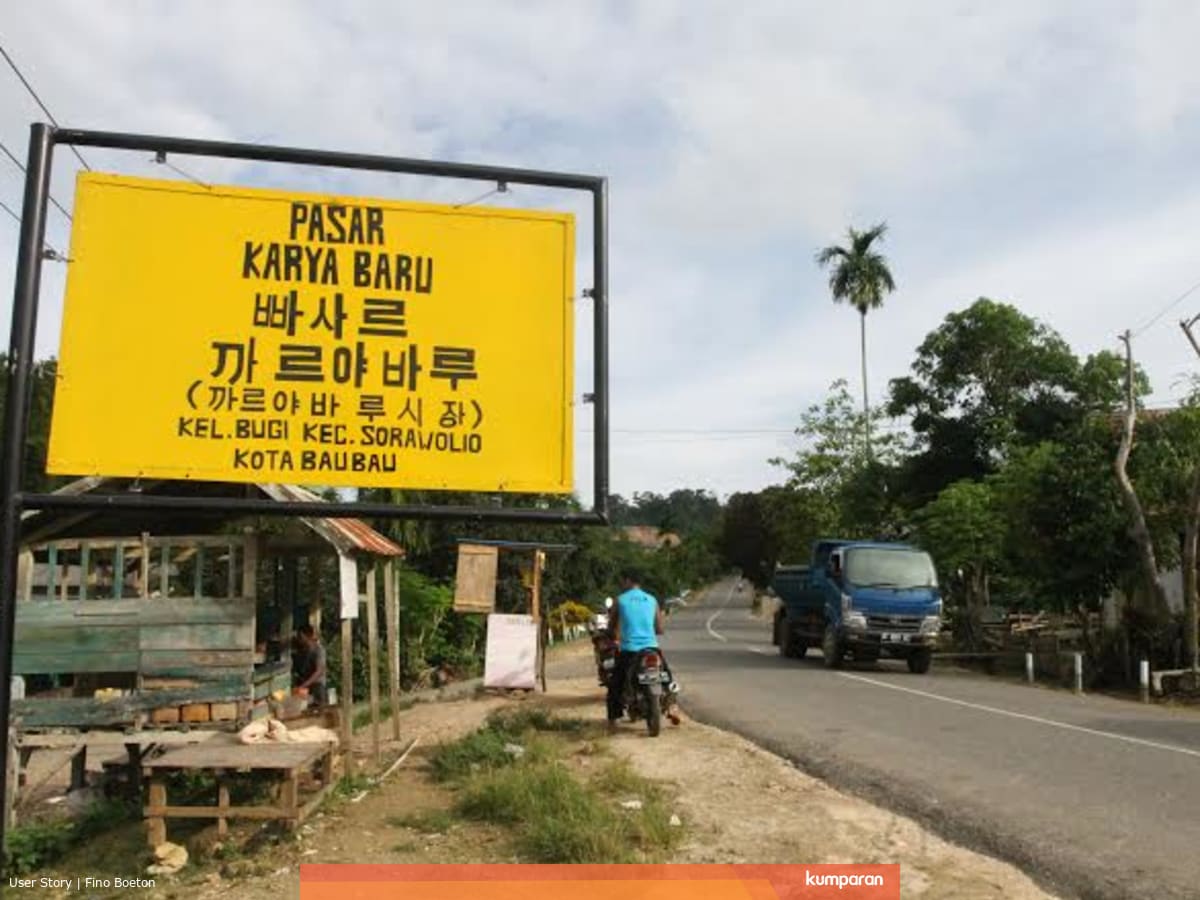 PASAR
KARYA BARU
빠사르
까르야바루
(까르야바루시장)
KEL.BUGI KEC. SORAWOLIO
KOTA BAUBAU
User Story | Fino Boeton
kumparan